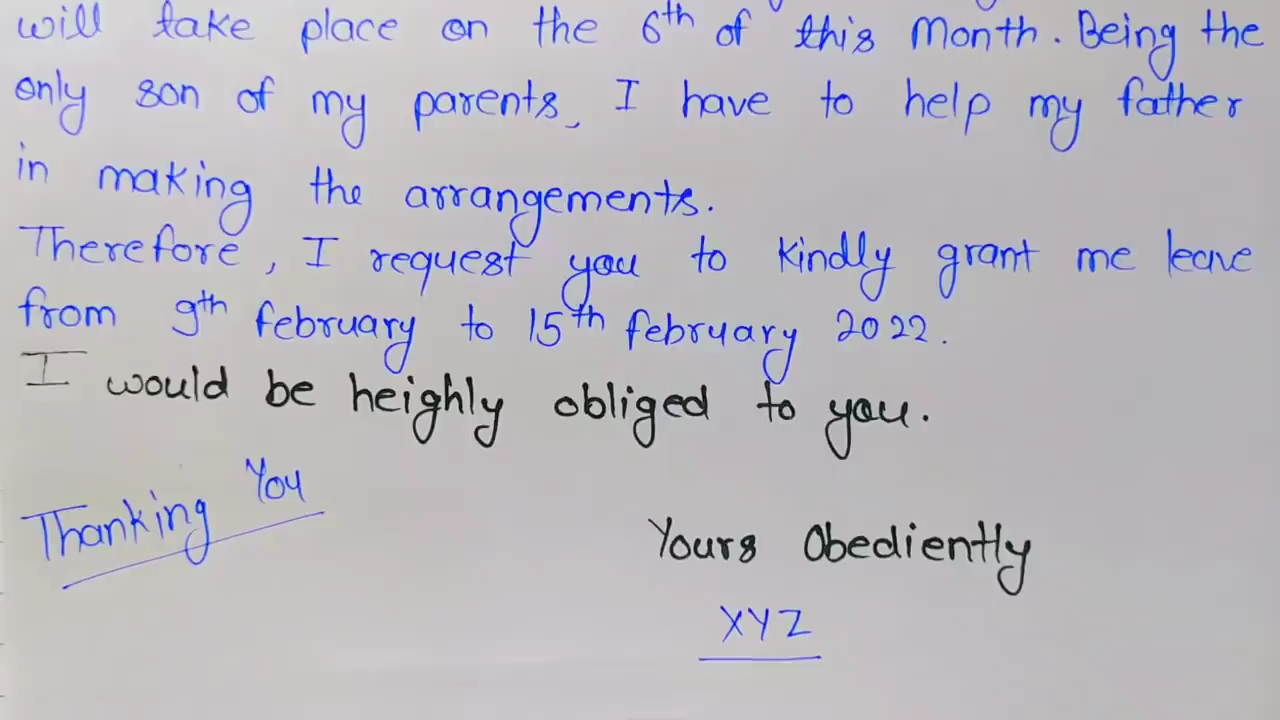 will take place on the 6th of this Month. Being the
only son of my parents, I have to help my father
in making the arrangements.
Therefore, I request you to kindly grant me leave
from 9th february to 15th february 2022.
I would be heighly obliged to you.
Thanking You
Yours Obediently
XYZ